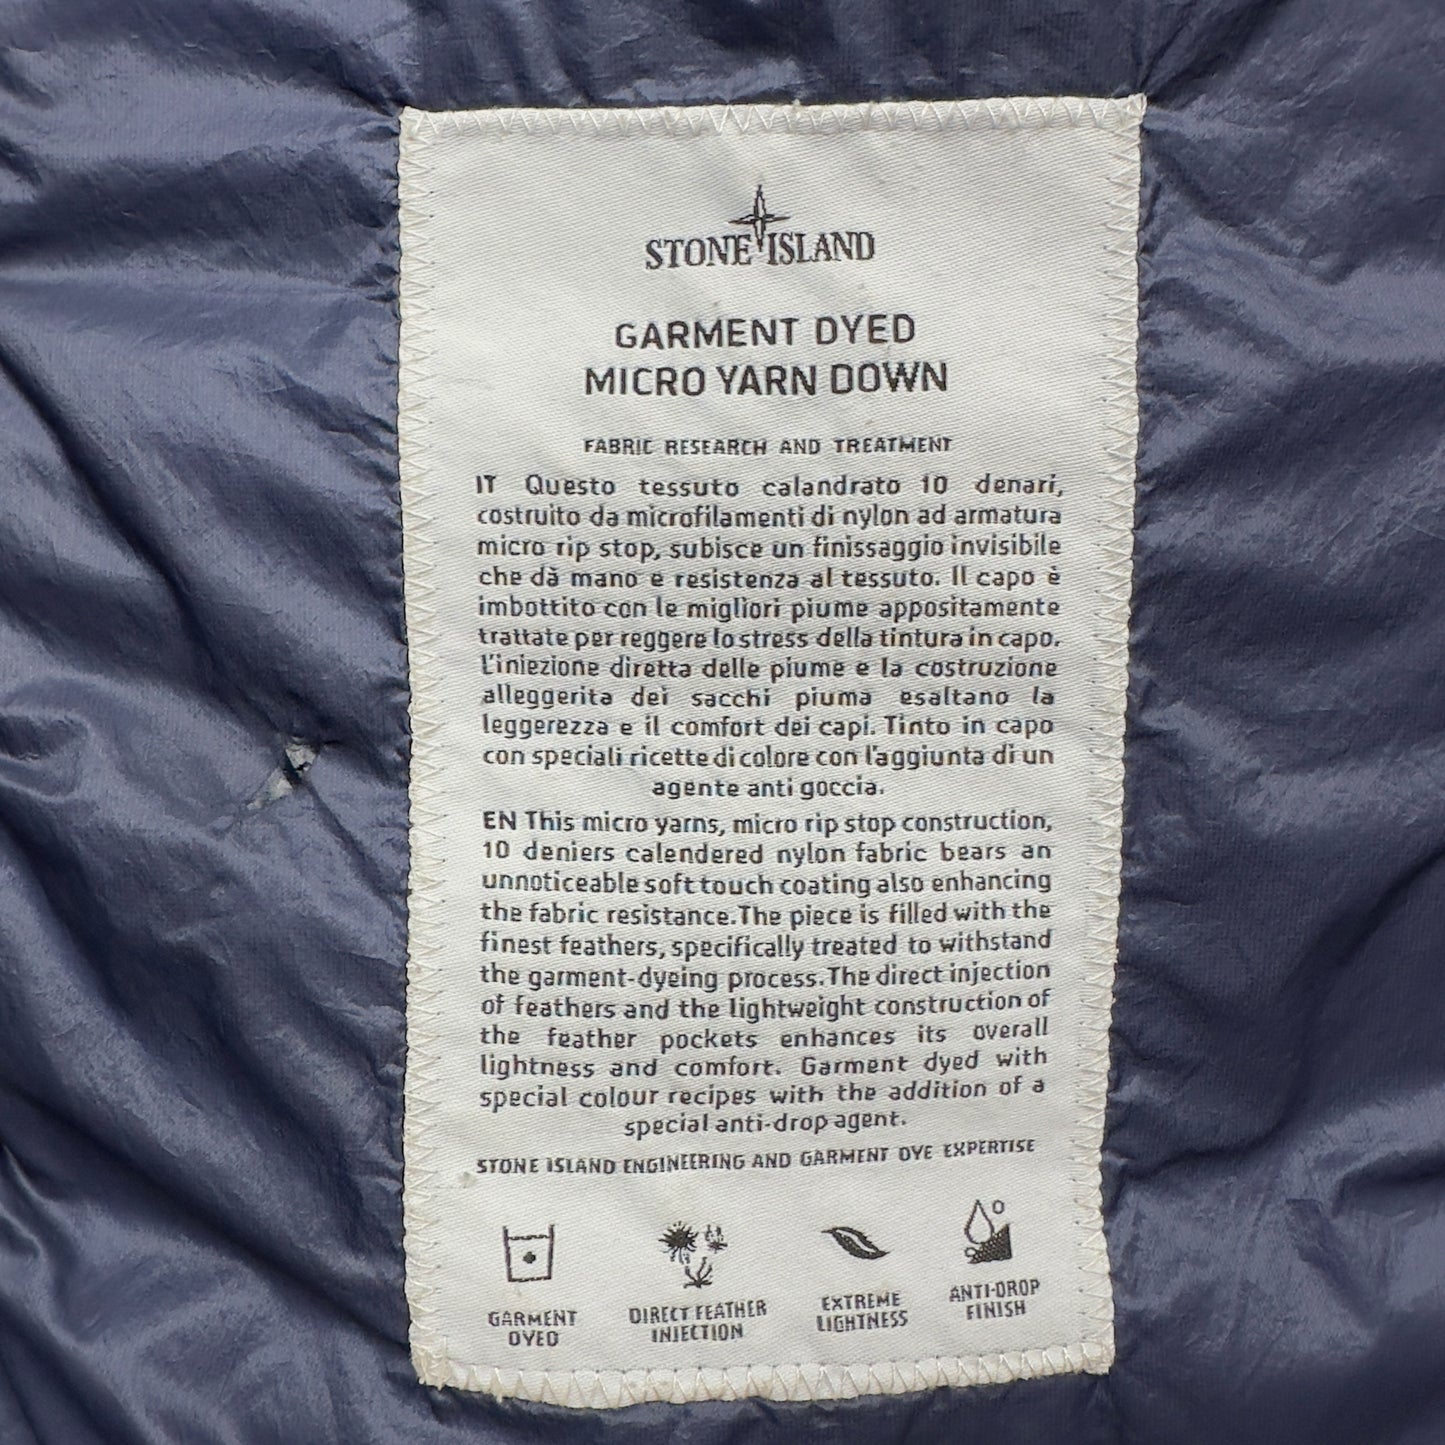 STONE ISLAND
GARMENT DYED
MICRO YARN DOWN
FABRIC RESEARCH AND TREATMENT
IT Questo tessuto calandrato 10 denari,
costruito da microfilamenti di nylon ad armatura
micro rip stop, subisce un finissaggio invisibile
che dà mano e resistenza al tessuto. Il capo è
imbottito con le migliori piume appositamente
trattate per reggere lo stress della tintura in capo.
L'iniezione diretta delle piume e la costruzione
alleggerita dei sacchi piuma esaltano la
leggerezza e il comfort dei capi. Tinto in capo
con speciali ricette di colore con l'aggiunta di un
agente anti goccia.
EN This micro yarns, micro rip stop construction,
10 deniers calendered nylon fabric bears an
unnoticeable soft touch coating also enhancing
the fabric resistance.The piece is filled with the
finest feathers, specifically treated to withstand
the garment-dyeing process.The direct injection
of feathers and the lightweight construction of
the feather pockets enhances its overall
lightness and comfort. Garment dyed with
special colour recipes with the addition of a
special anti-drop agent.
STONE ISLAND ENGINEERING AND GARMENT DYE EXPERTISE
GARMENT
DYED
DIRECT FEATHER
INJECTION
EXTREME
LIGHTNESS
ANTI-DROP
FINISH